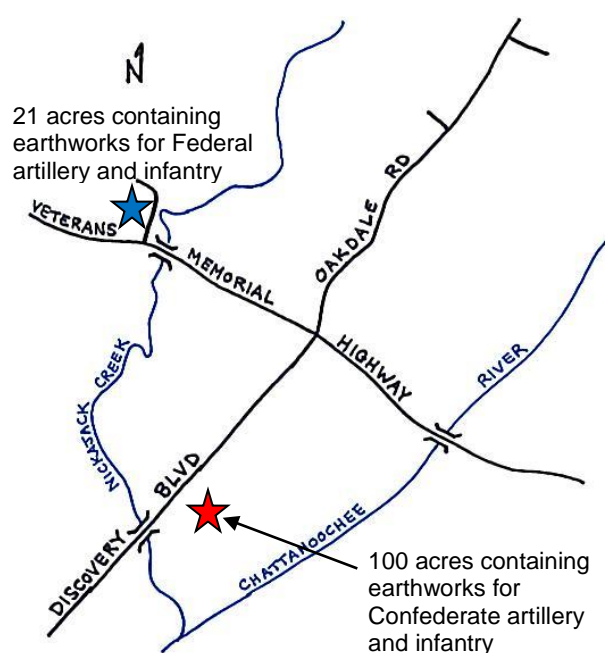 N
21 acres containing
earthworks for Federal
artillery and infantry
VETERANS
MEMORIAL
HIGHWAY
OAKDALE RD
NICKAJACK CREEK
DISCOVERY BLVD
CHATTAHOOCHEE
RIVER
100 acres containing
earthworks for
Confederate artillery
and infantry